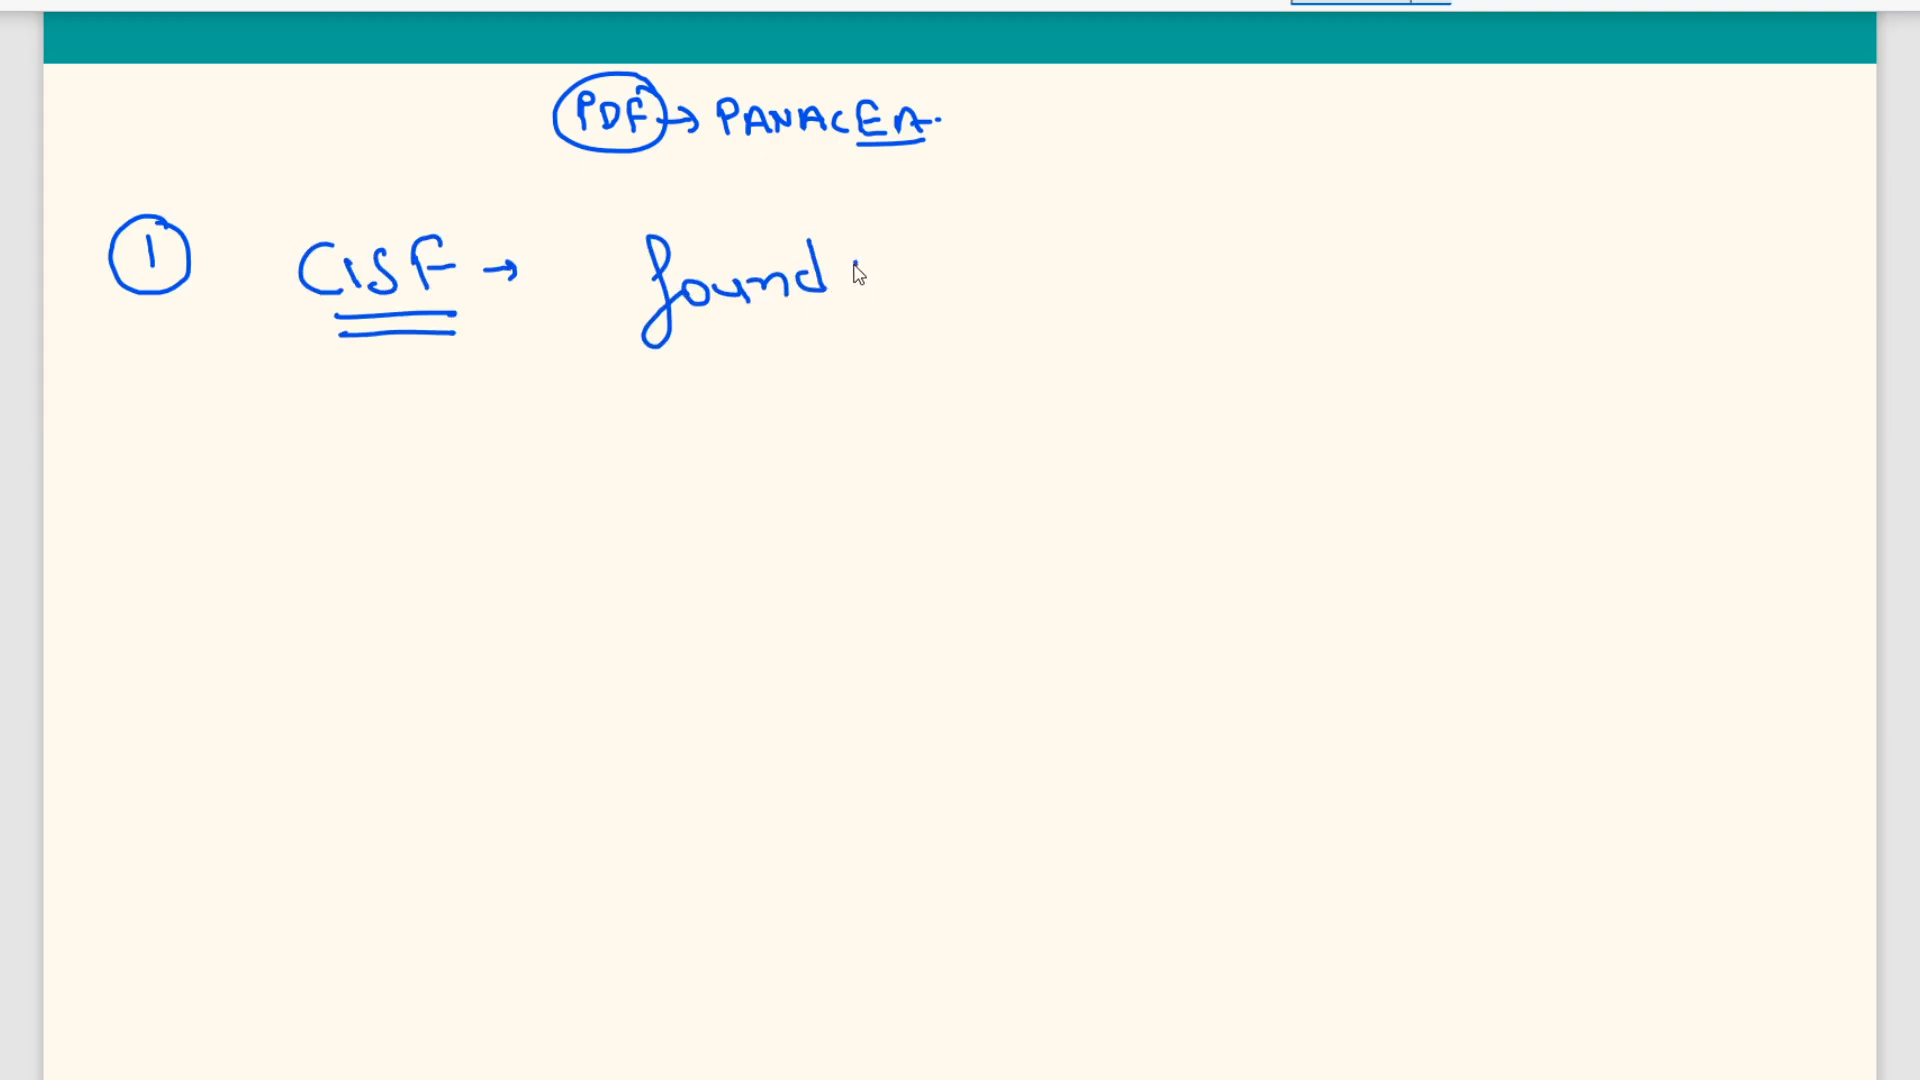 PDF → PANACEA.
① CISF → found